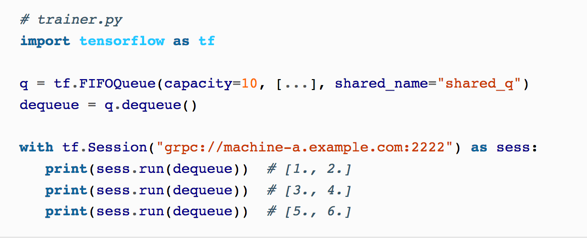 # trainer.py
import tensorflow as tf
q = tf.FIFOQueue(capacity=10, [...], shared_name="shared_q")
dequeue = q.dequeue()
with tf.Session("grpc://machine-a.example.com:2222") as sess:
print(sess.run(dequeue)) # [1., 2.]
print(sess.run(dequeue)) # [3., 4.]
print(sess.run(dequeue)) # [5., 6.]